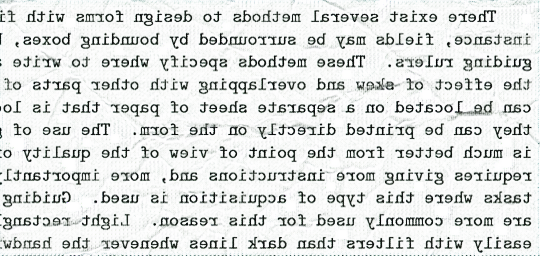 There exist several methods to design forms with fi
instance, fields may be surrounded by bounding boxes, b
guiding rulers. These methods specify where to write a
the effect of skew and overlapping with other parts of
can be located on a separate sheet of paper that is loc
they can be printed directly on the form. The use of g
is much better from the point of view of the quality of
requires giving more instructions and, more importantly
tasks where this type of acquisition is used. Guiding
are more commonly used for this reason. Light rectangl
easily with filters than dark lines whenever the handw